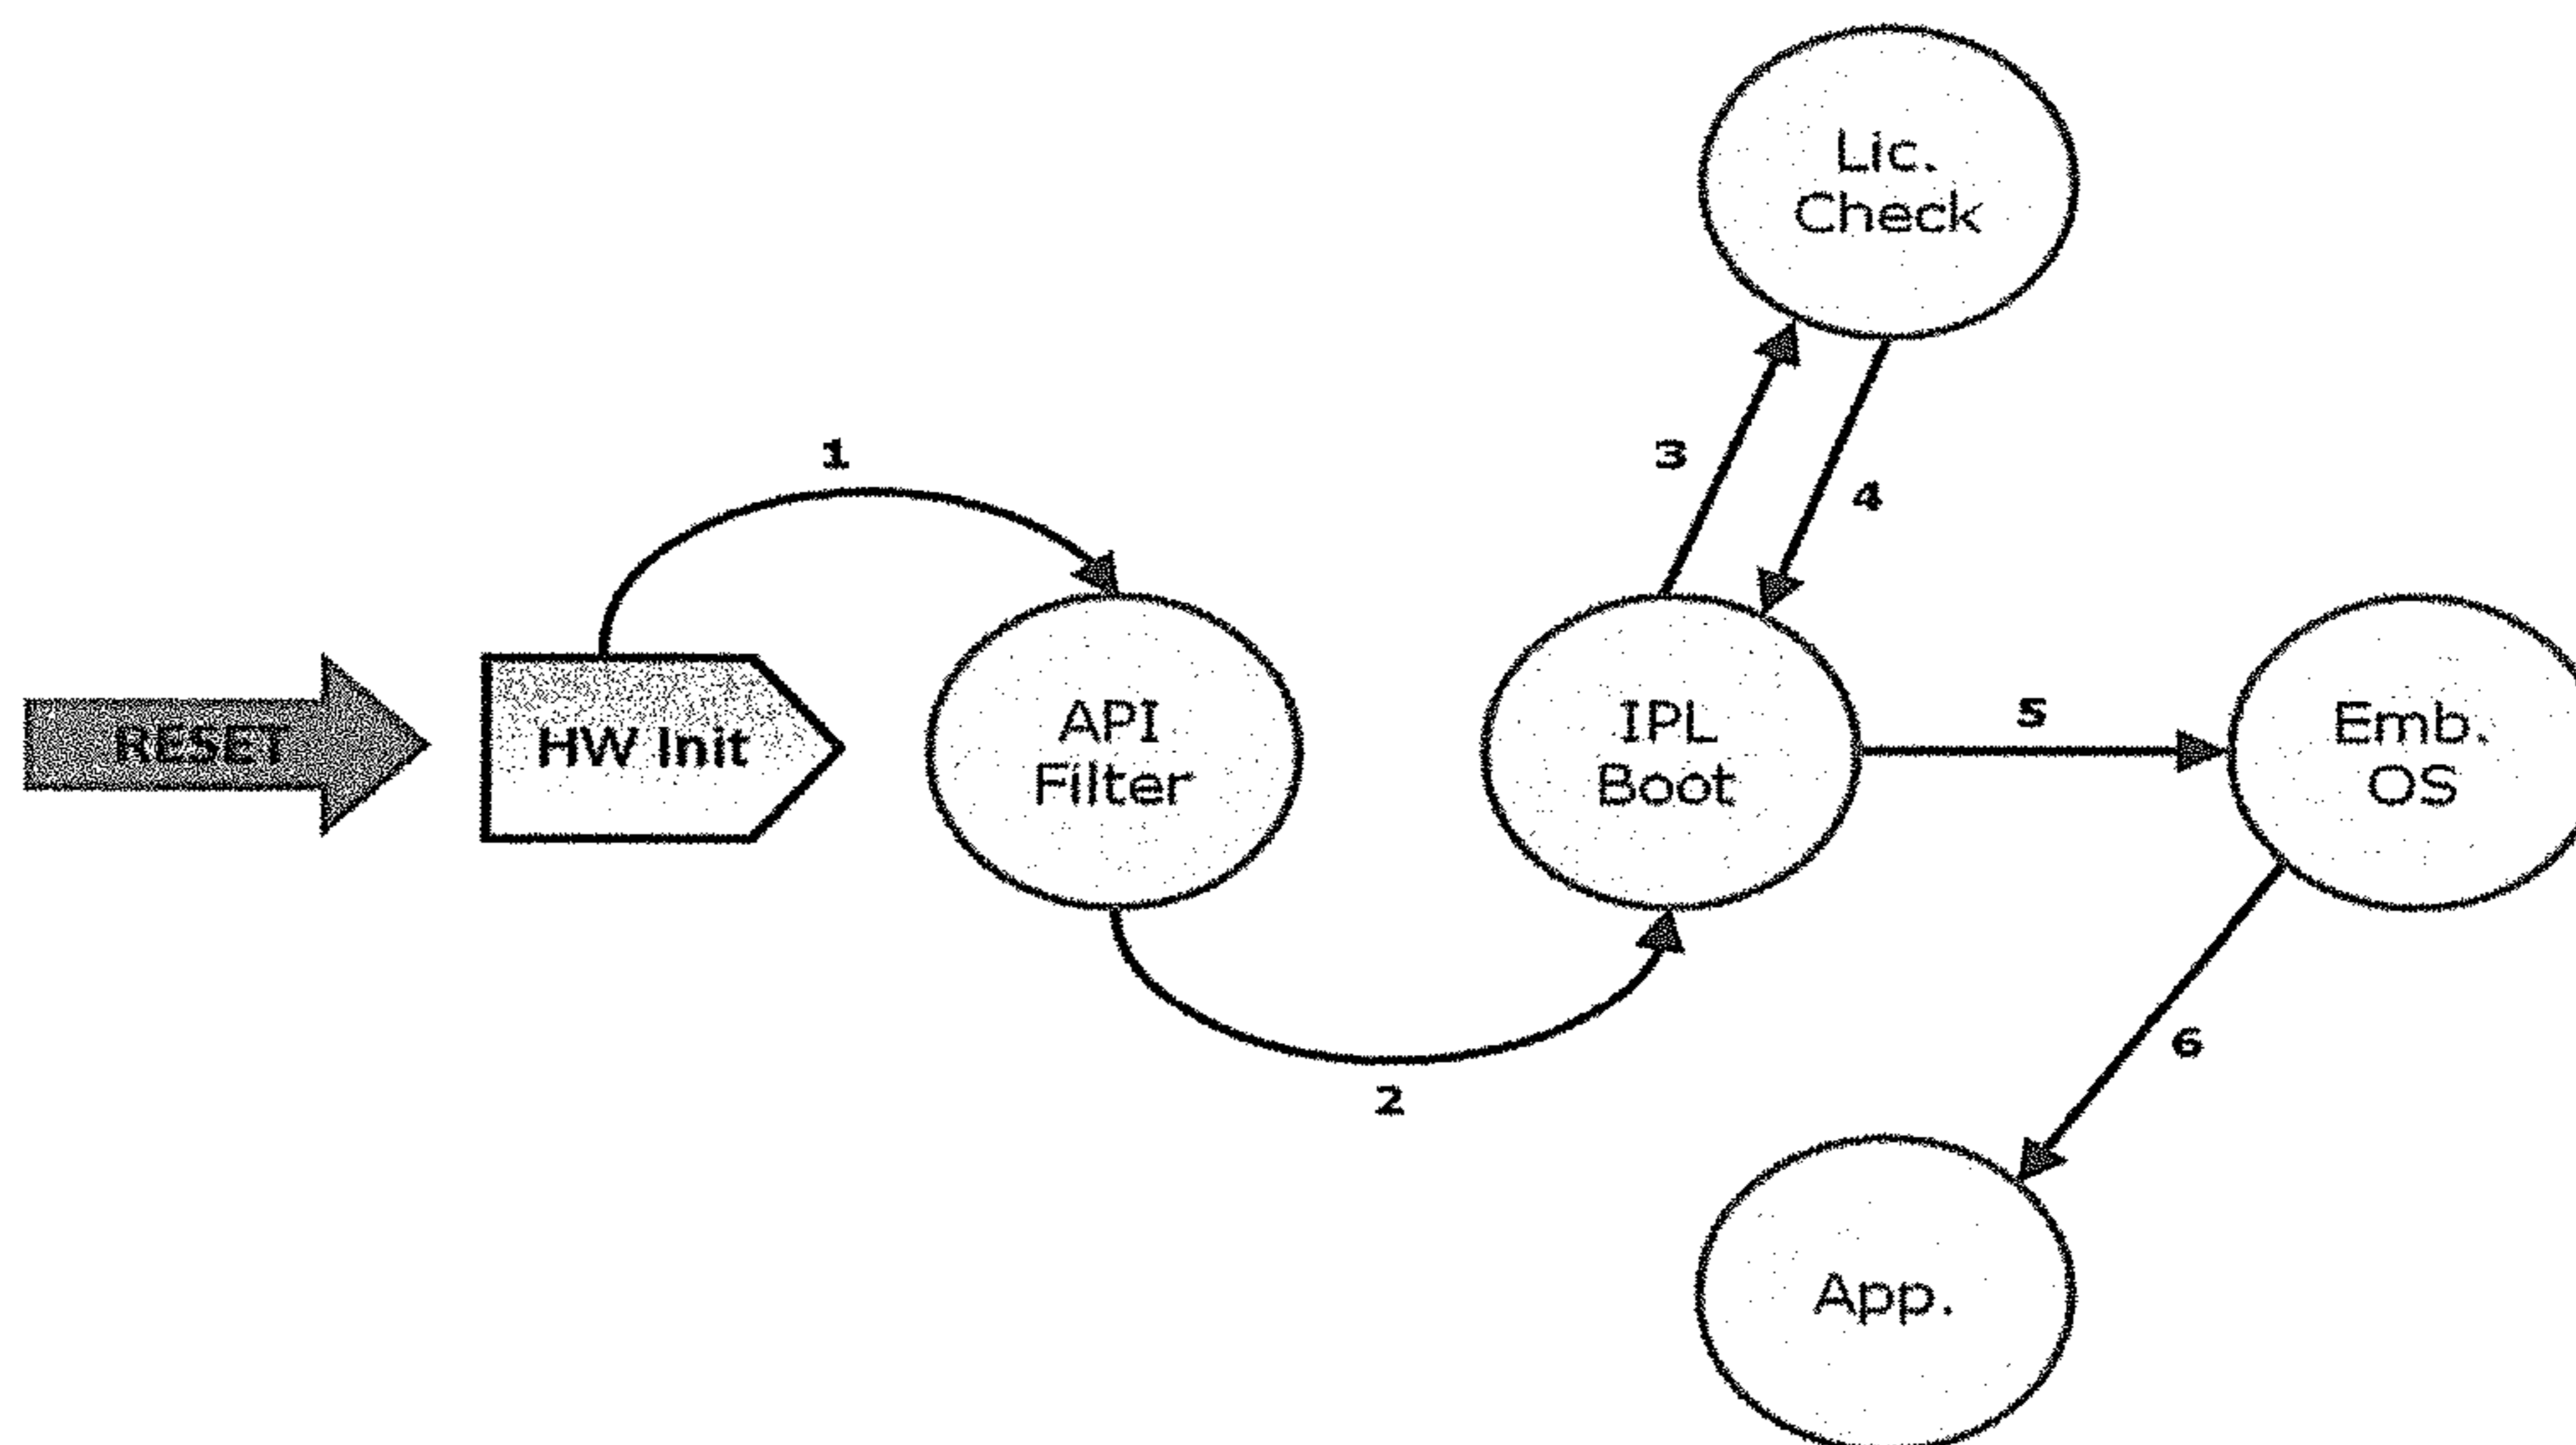 Lic.
Check
1
3
4
RESET
HW Init
API
Filter
IPL
Boot
5
Emb.
OS
6
2
App.